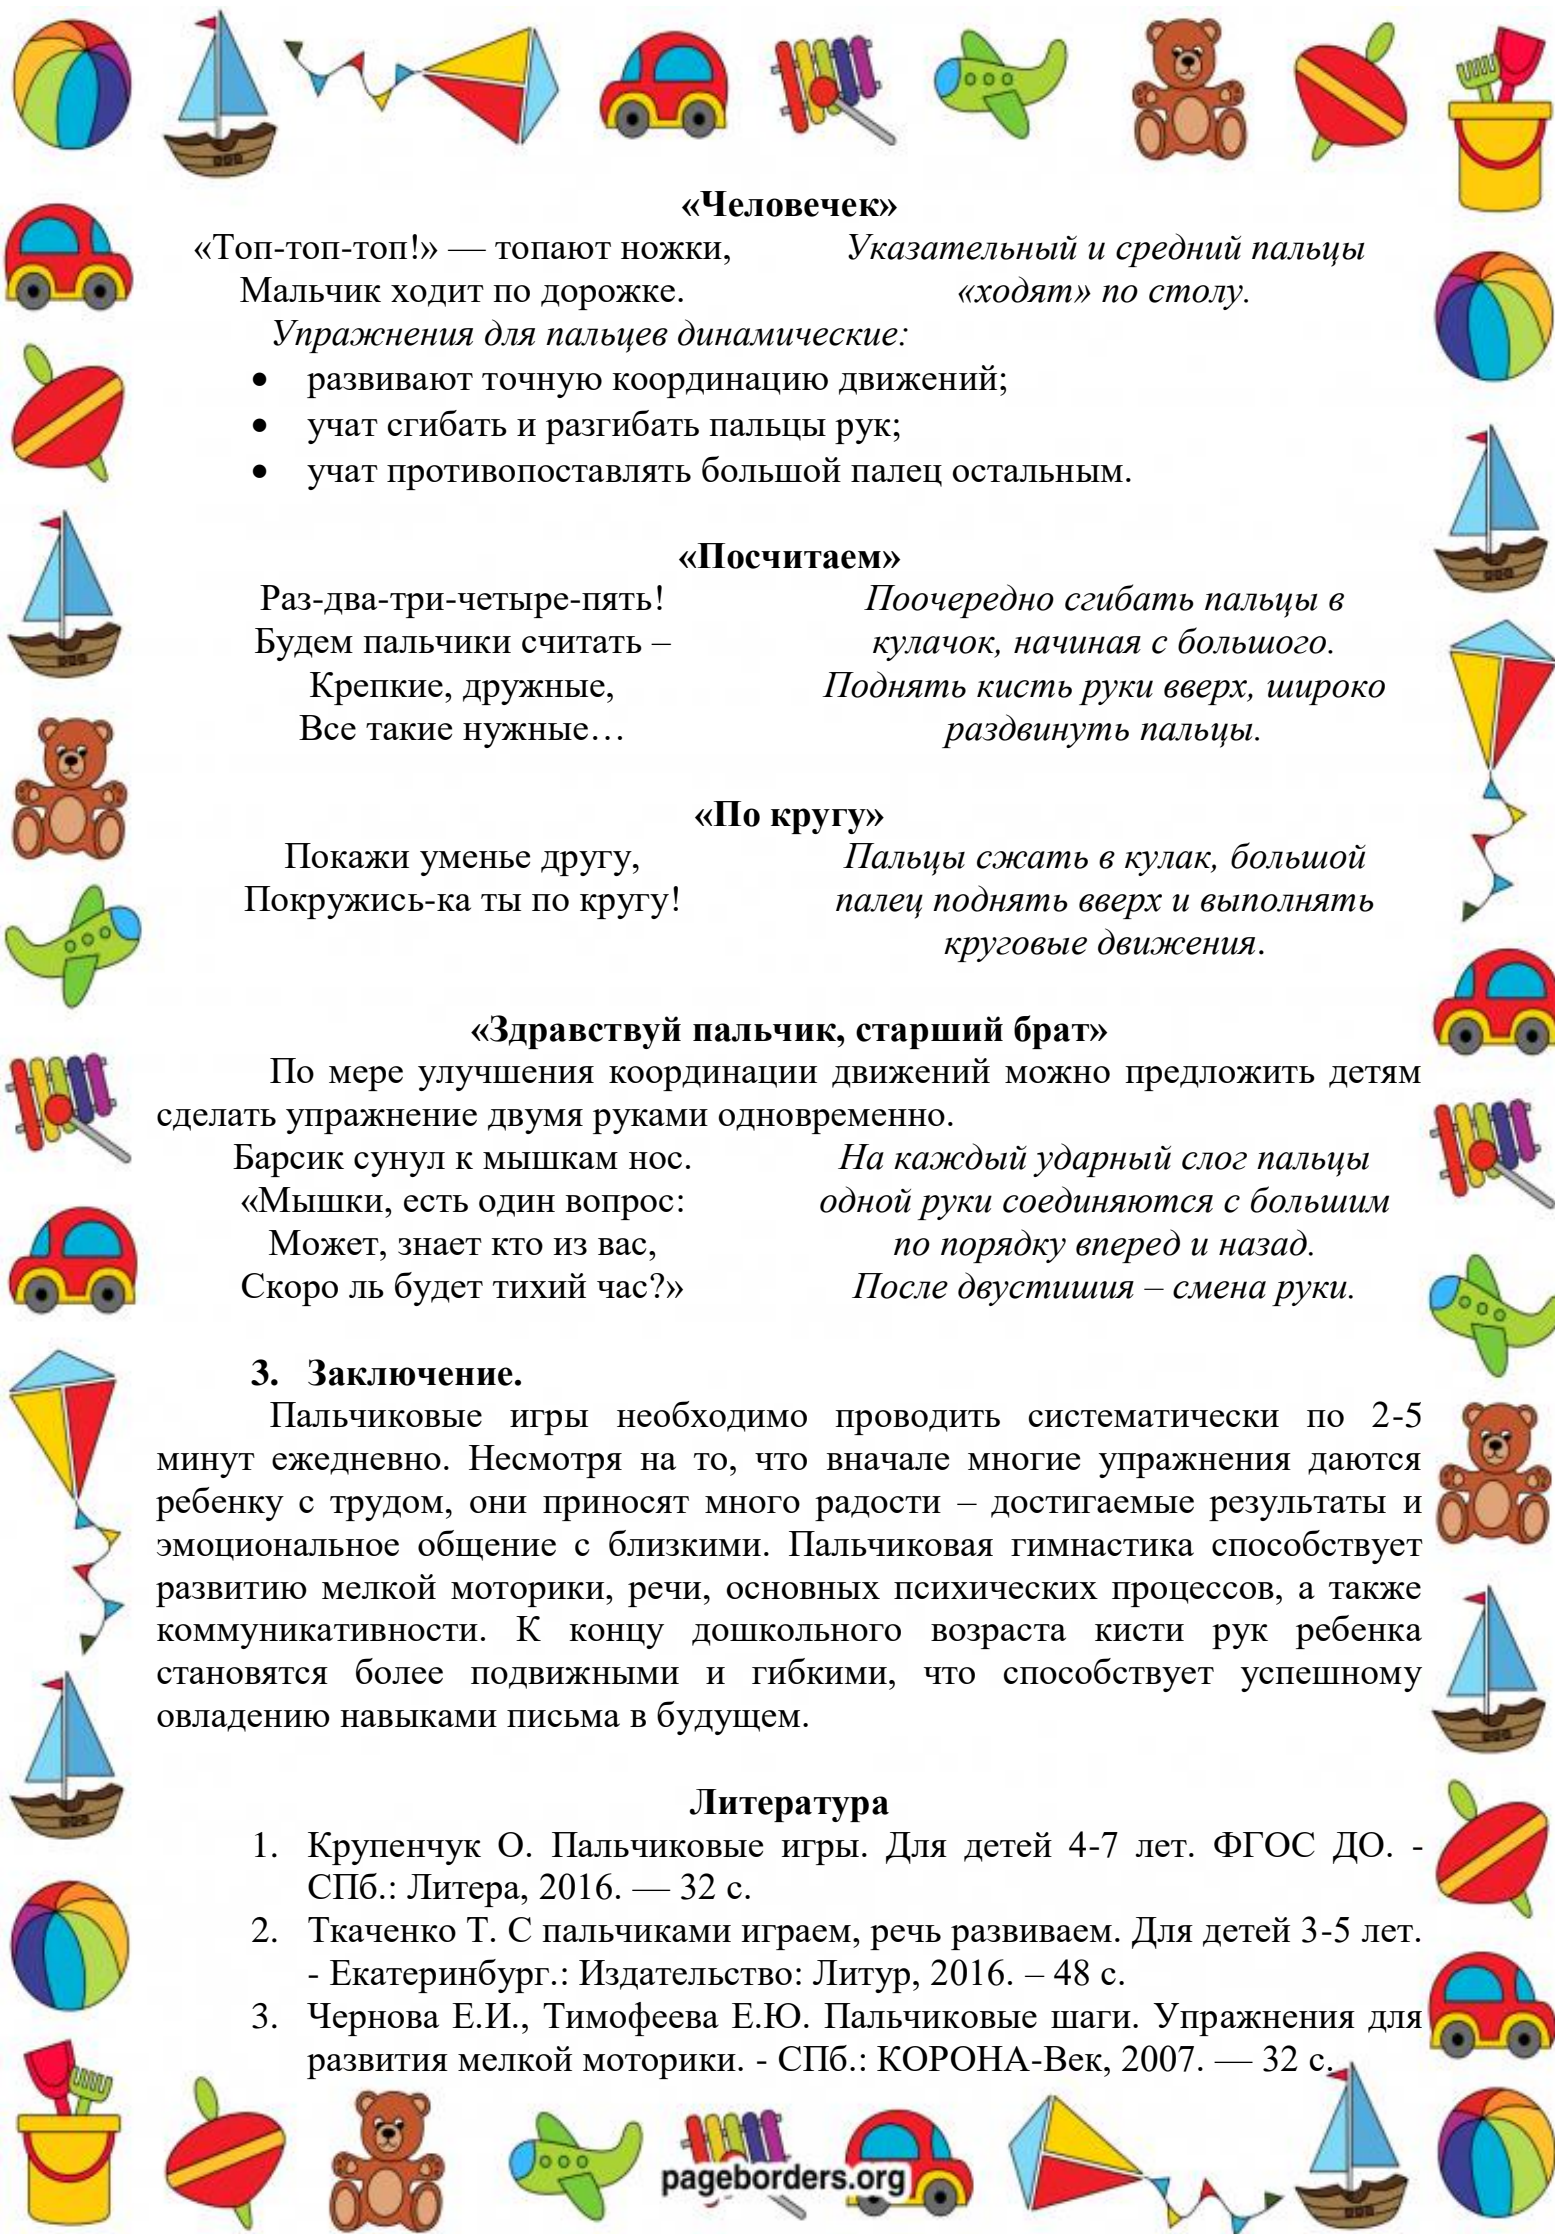 «Человечек»
«Топ-топ-топ!» — топают ножки,
Мальчик ходит по дорожке.
Указательный и средний пальцы
«ходят» по столу.
Упражнения для пальцев динамические:
• развивают точную координацию движений;
• учат сгибать и разгибать пальцы рук;
• учат противопоставлять большой палец остальным.
«Посчитаем»
Раз-два-три-четыре-пять!
Будем пальчики считать –
Крепкие, дружные,
Все такие нужные…
Поочередно сгибать пальцы в
кулачок, начиная с большого.
Поднять кисть руки вверх, широко
раздвинуть пальцы.
«По кругу»
Покажи уменье другу,
Покружись-ка ты по кругу!
Пальцы сжать в кулак, большой
палец поднять вверх и выполнять
круговые движения.
«Здравствуй пальчик, старший брат»
По мере улучшения координации движений можно предложить детям
сделать упражнение двумя руками одновременно.
Барсик сунул к мышкам нос.
«Мышки, есть один вопрос:
Может, знает кто из вас,
Скоро ль будет тихий час?»
На каждый ударный слог пальцы
одной руки соединяются с большим
по порядку вперед и назад.
После двустишия – смена руки.
3. Заключение.
Пальчиковые игры необходимо проводить систематически по 2-5
минут ежедневно. Несмотря на то, что вначале многие упражнения даются
ребенку с трудом, они приносят много радости – достигаемые результаты и
эмоциональное общение с близкими. Пальчиковая гимнастика способствует
развитию мелкой моторики, речи, основных психических процессов, а также
коммуникативности. К концу дошкольного возраста кисти рук ребенка
становятся более подвижными и гибкими, что способствует успешному
овладению навыками письма в будущем.
Литература
1. Крупенчук О. Пальчиковые игры. Для детей 4-7 лет. ФГОС ДО. -
СПб.: Литера, 2016. — 32 с.
2. Ткаченко Т. С пальчиками играем, речь развиваем. Для детей 3-5 лет.
- Екатеринбург.: Издательство: Литур, 2016. – 48 с.
3. Чернова Е.И., Тимофеева Е.Ю. Пальчиковые шаги. Упражнения для
развития мелкой моторики. - СПб.: КОРОНА-Век, 2007. — 32 с.
pageborders.org